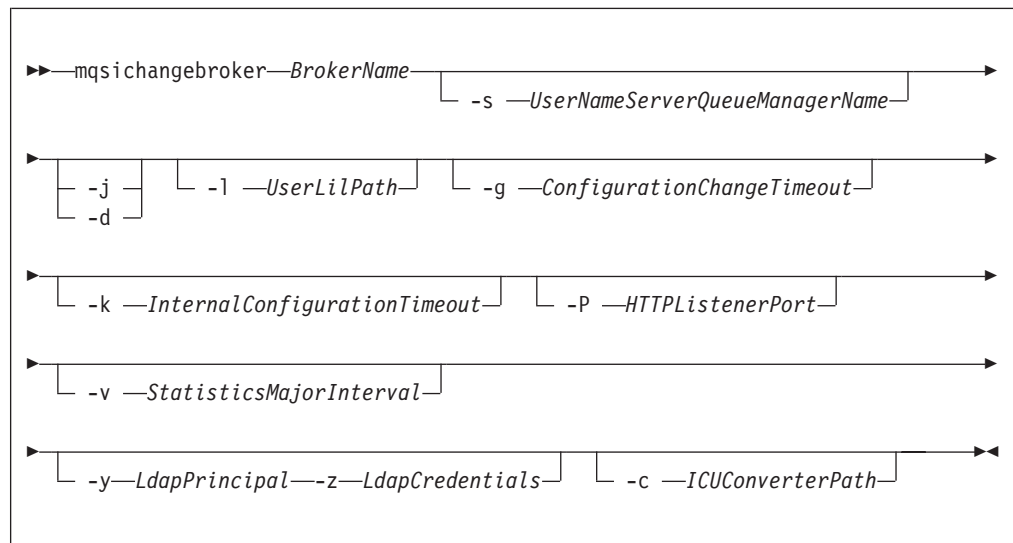 mqsichangebroker BrokerName
-s UserNameServerQueueManagerName
-j -l UserLilPath -g ConfigurationChangeTimeout
-d
-k InternalConfigurationTimeout -P HTTPListenerPort
-v StatisticsMajorInterval
-y LdapPrincipal -z LdapCredentials -c ICUConverterPath